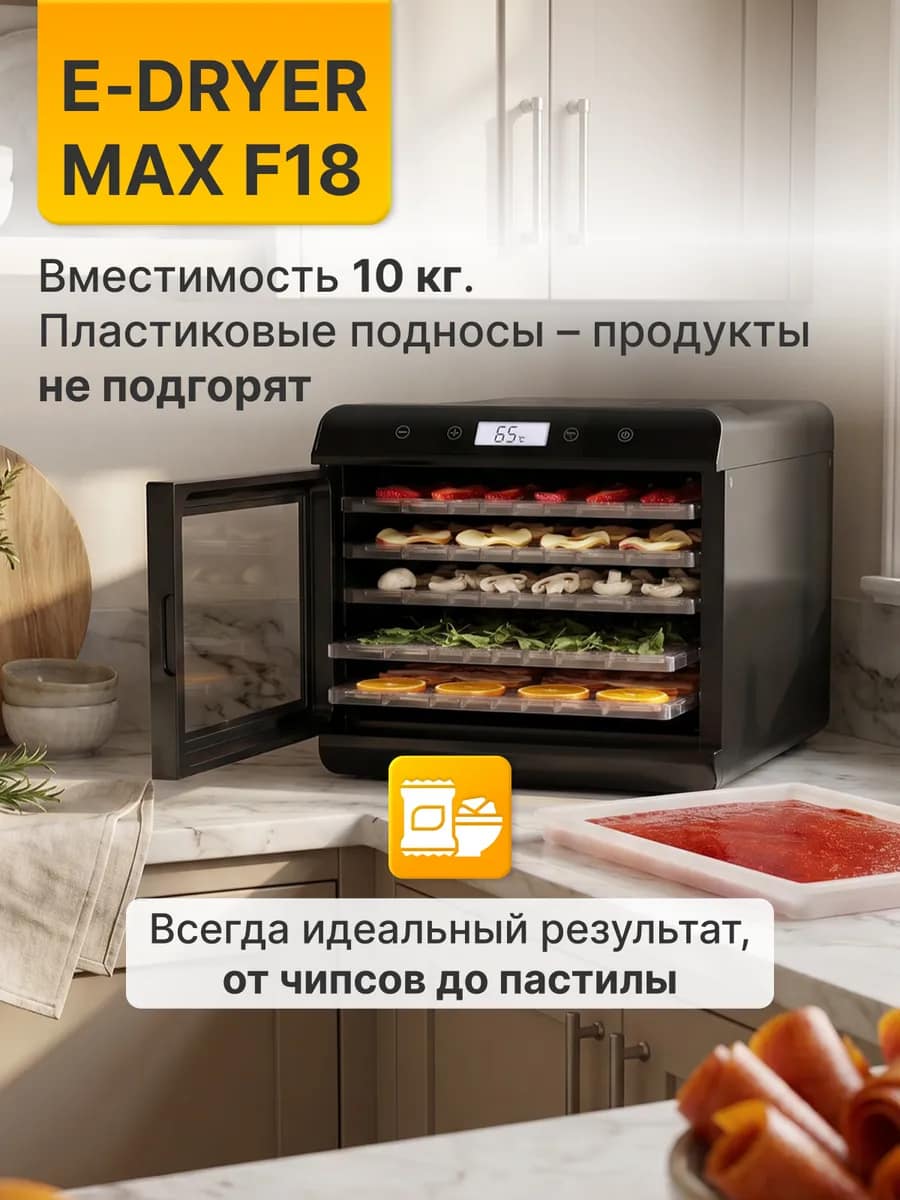 E-DRYER
MAX F18
Вместимость 10 кг.
Пластиковые подносы – продукты
не подгорят
65°C
Всегда идеальный результат,
от чипсов до пастилы